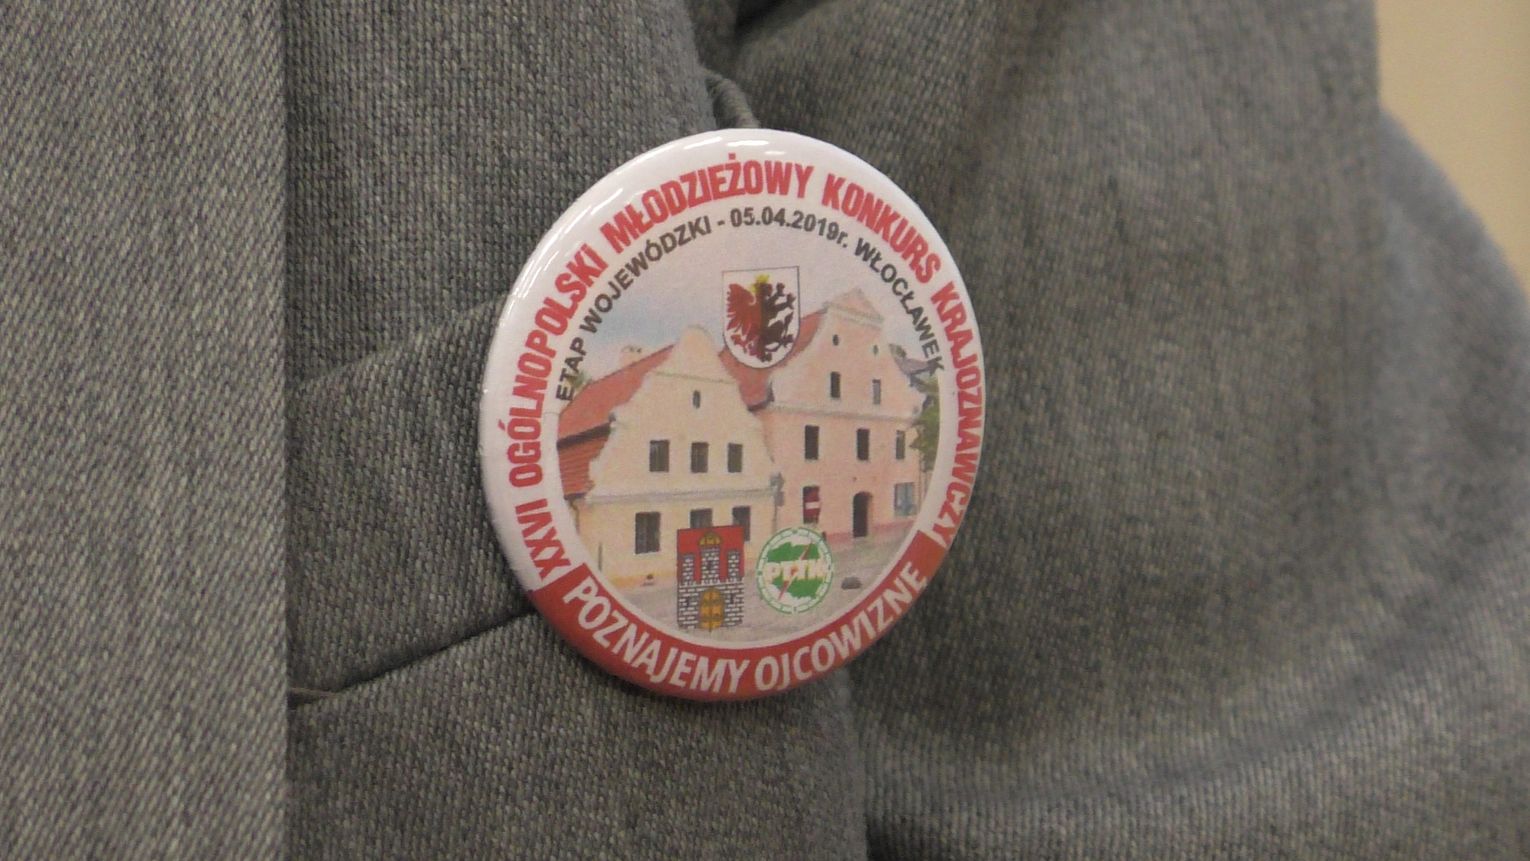 XXVI OGÓLNOPOLSKI MŁODZIEŻOWY KONKURS KRAJOZNAWCZY
ETAP WOJEWÓDZKI - 05.04.2019r. WŁOCŁAWEK
PTTK
POZNAJEMY OJCOWIZNĘ